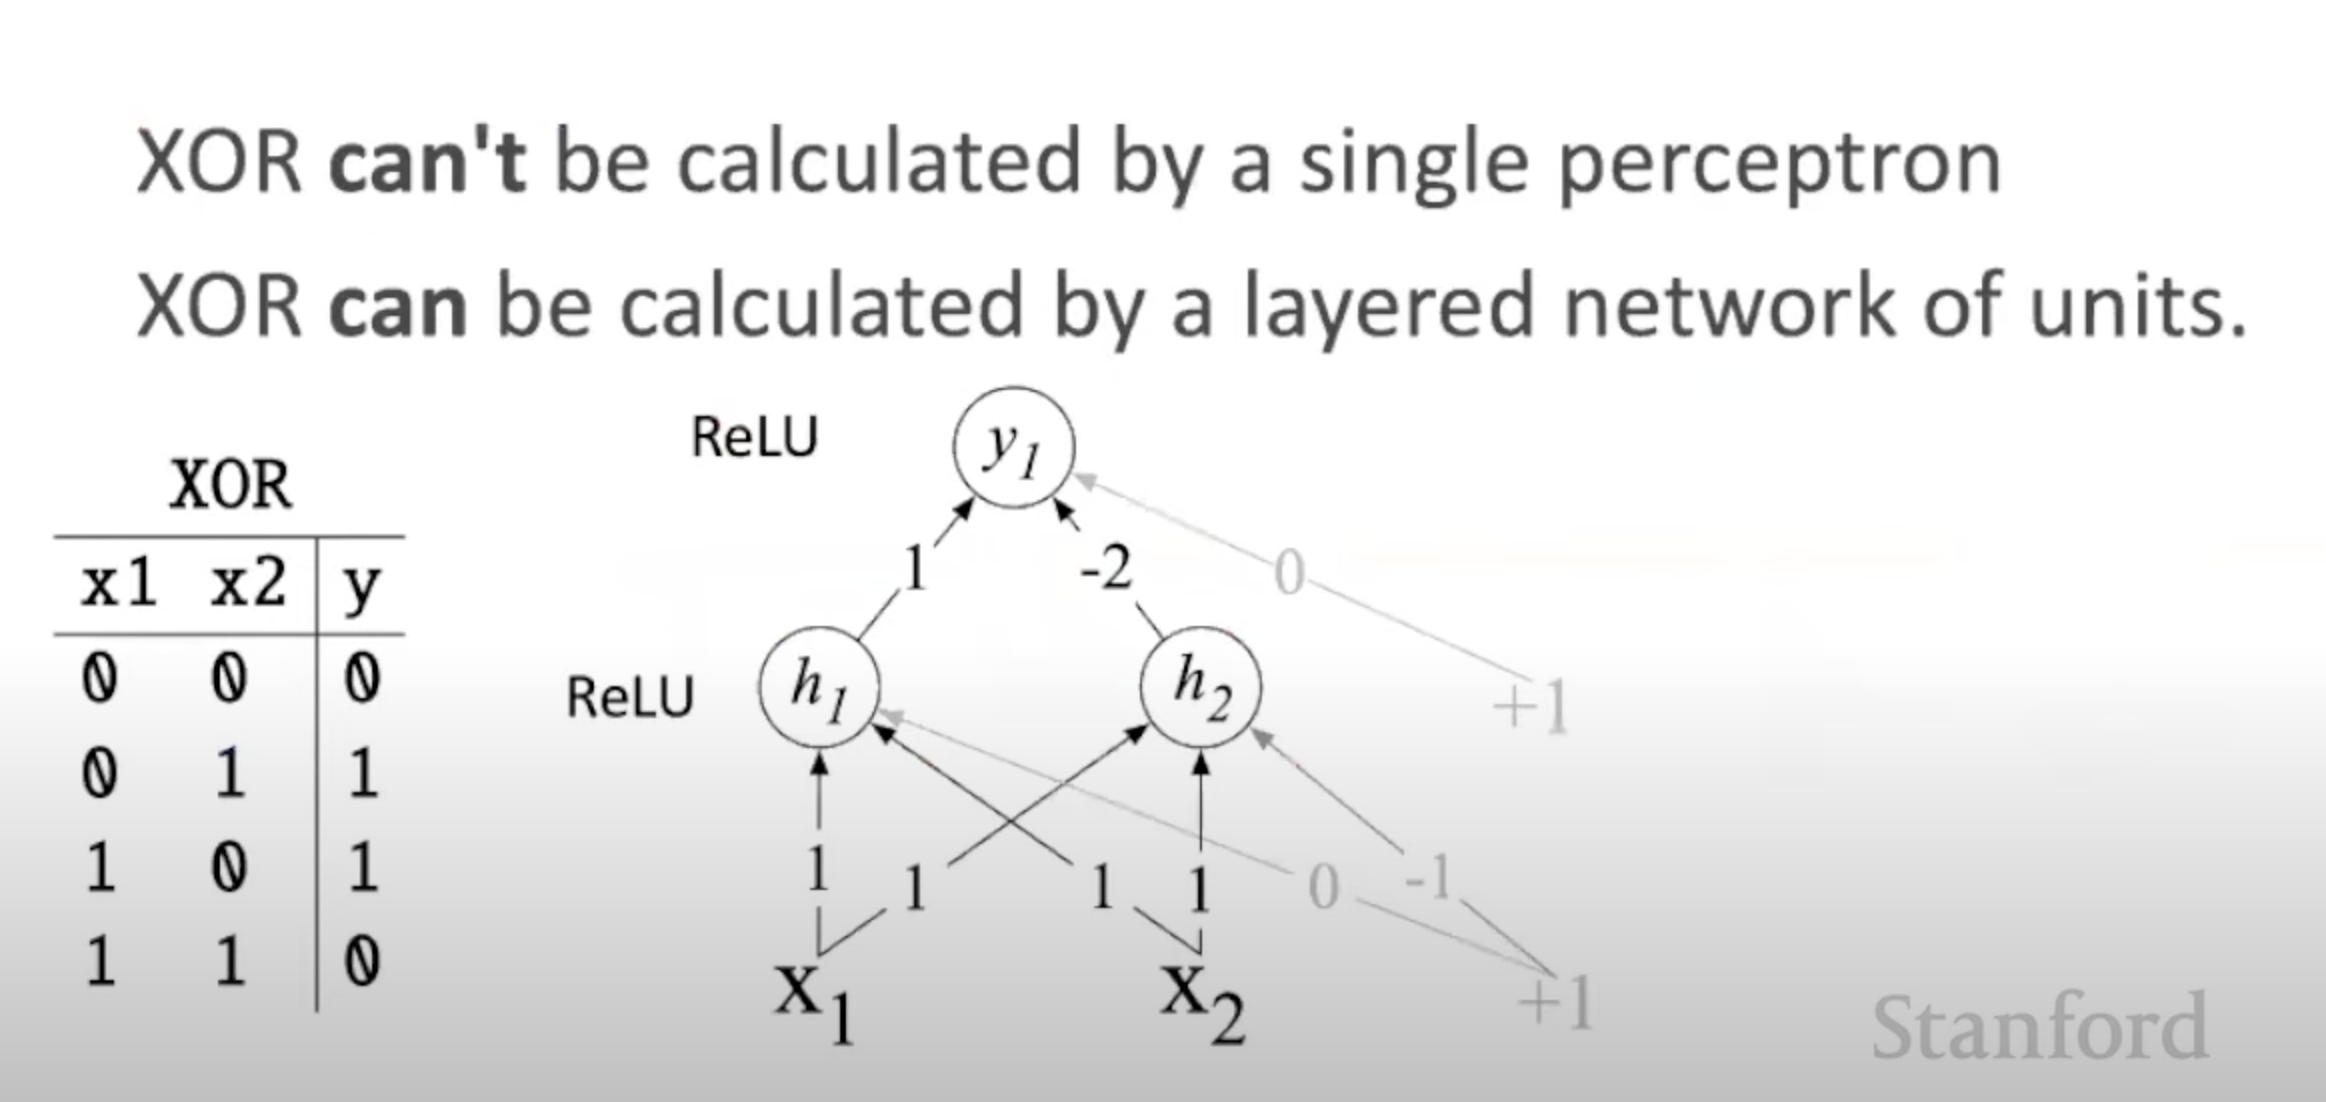 XOR can't be calculated by a single perceptron
XOR can be calculated by a layered network of units.
XOR
x1 x2 y
0 0 0
0 1 1
1 0 1
1 1 0
ReLU
y1
1 -2 0
ReLU
h1 h2 +1
1 1 1 1 0 -1
x1 x2 +1
Stanford